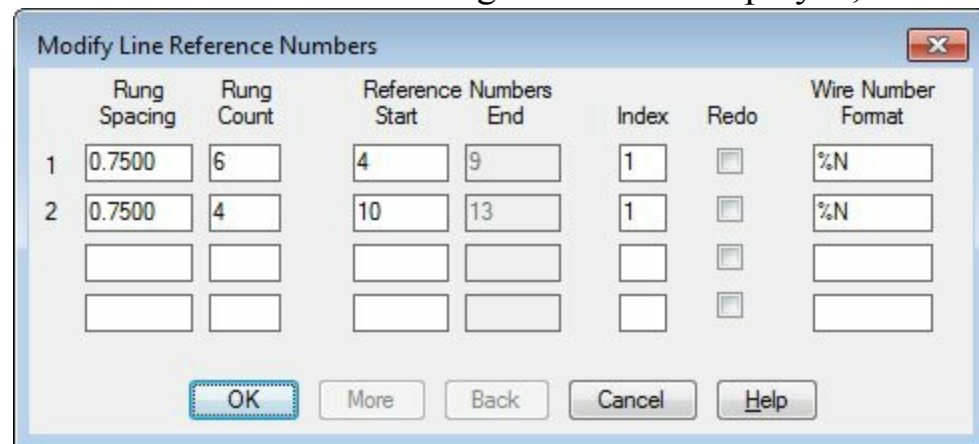 Modify Line Reference Numbers
Rung Spacing Rung Count Reference Numbers Start End Index Redo Wire Number Format
1 0.7500 6 4 9 1 %N
2 0.7500 4 10 13 1 %N
OK More Back Cancel Help